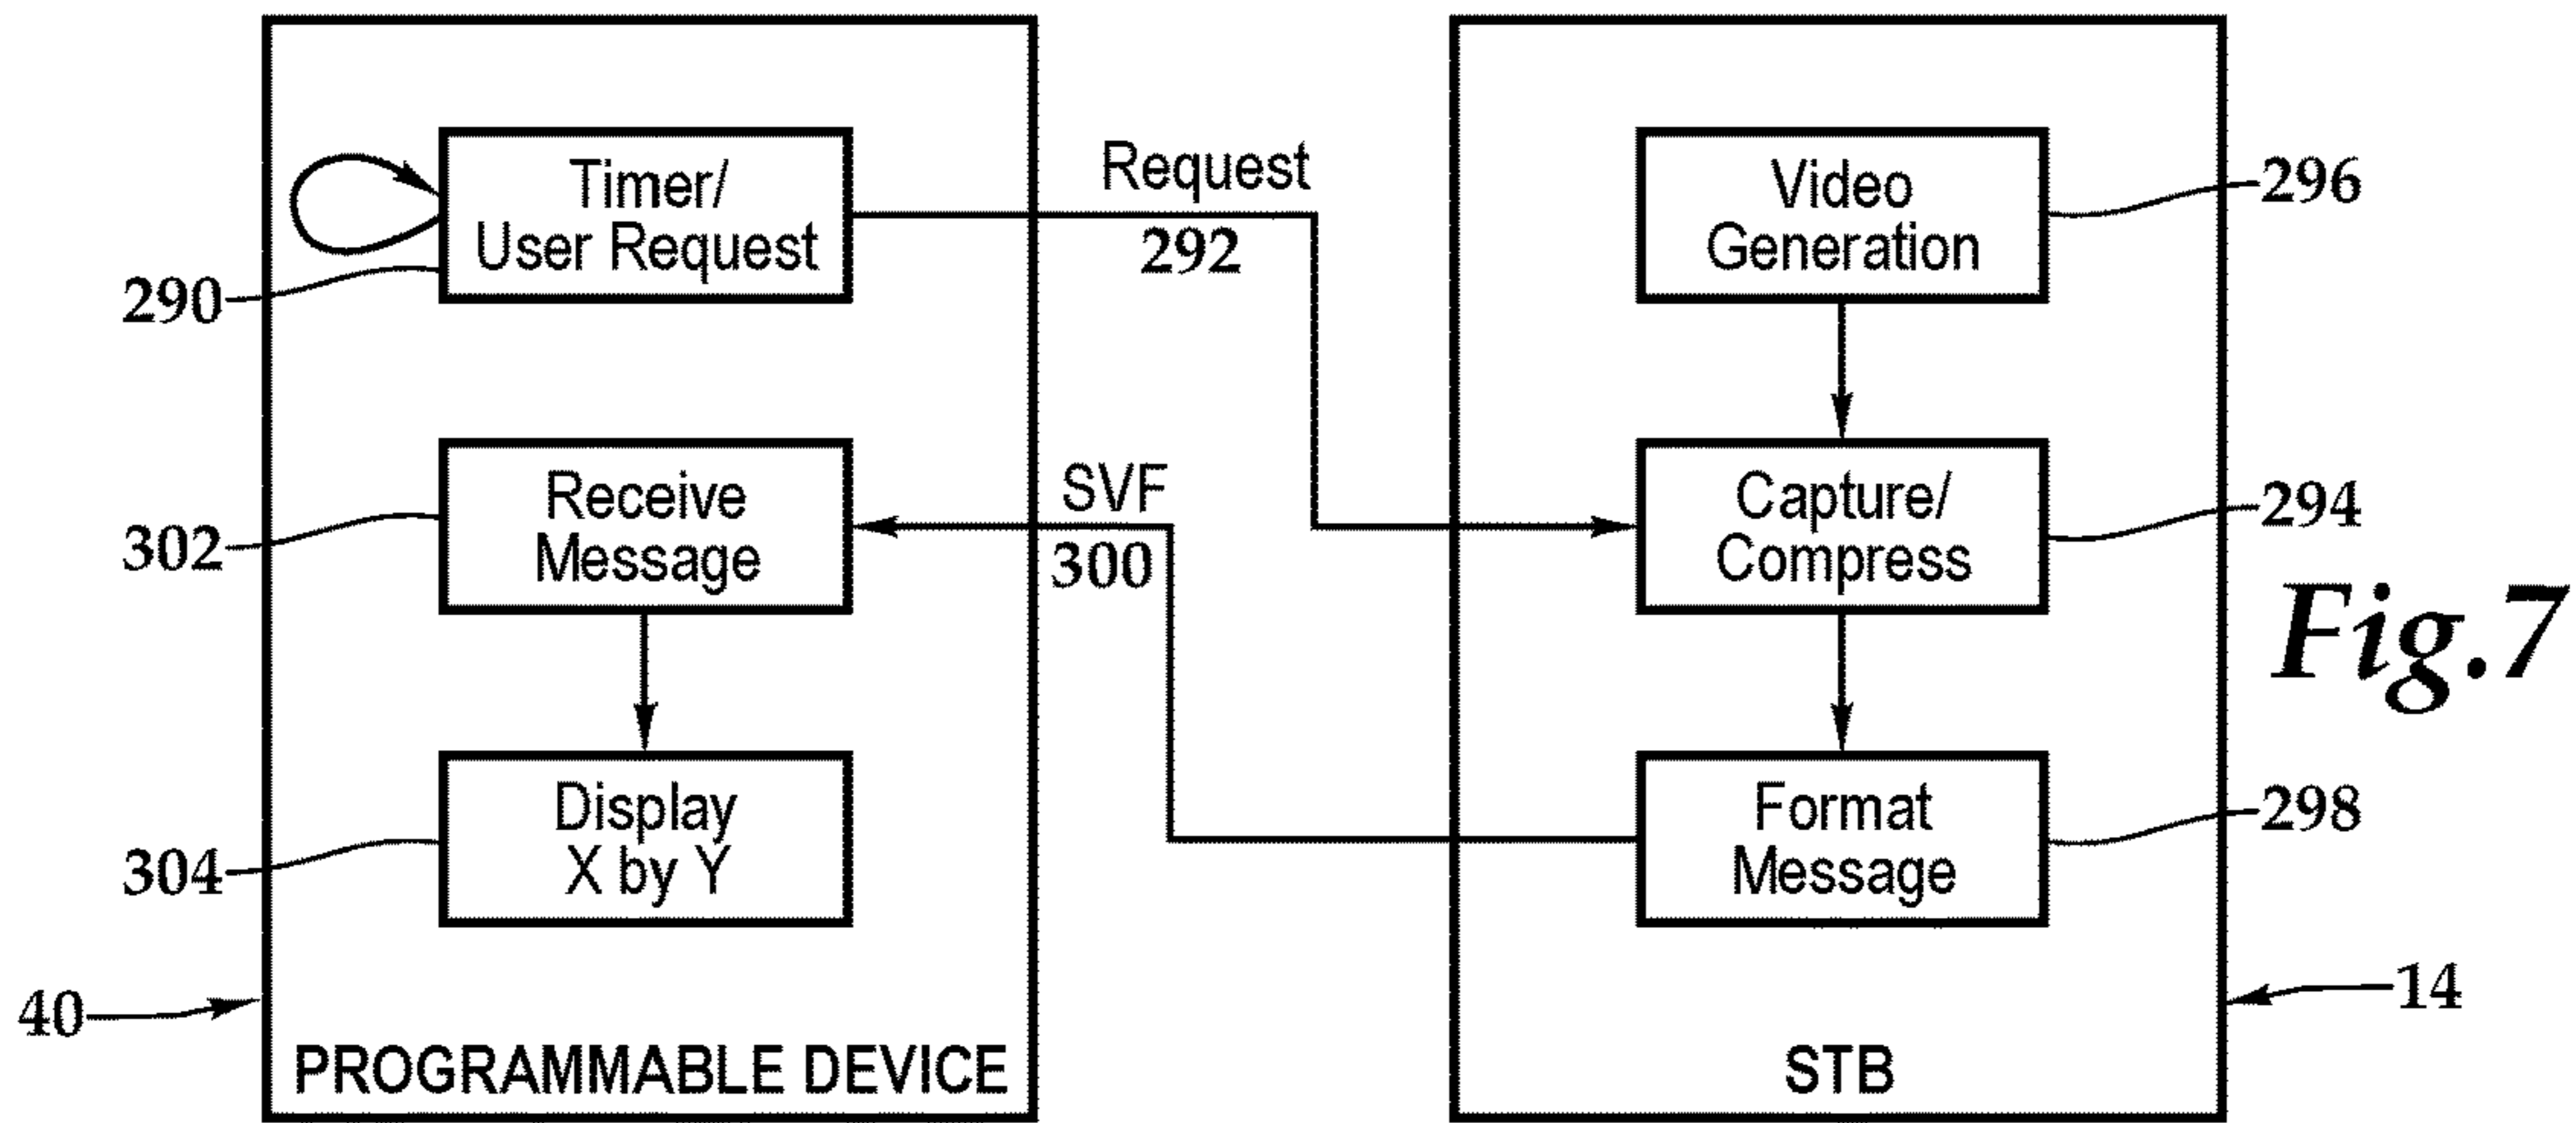 Timer/
User Request
290
Request
292
Video
Generation
296
Receive
Message
302
SVF
300
Capture/
Compress
294
Display
X by Y
304
Format
Message
298
40
PROGRAMMABLE DEVICE
14
STB
Fig.7